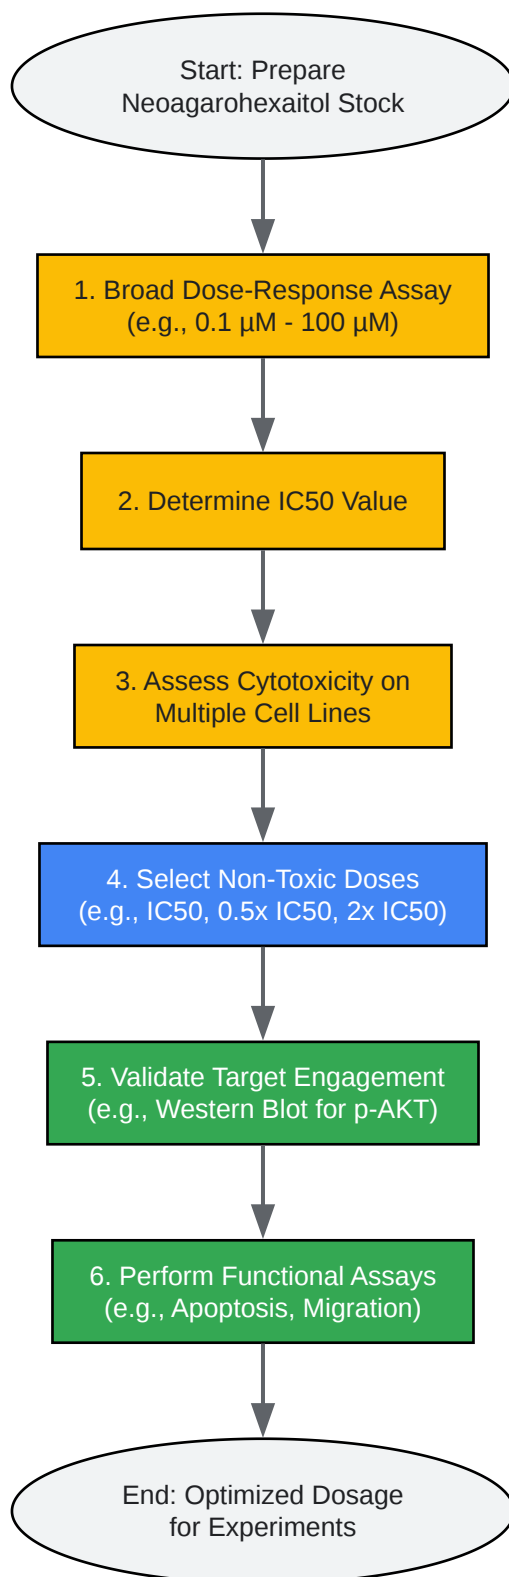 Start: Prepare
Neoagarohexaitol Stock
1. Broad Dose-Response Assay
(e.g., 0.1 µM - 100 µM)
2. Determine IC50 Value
3. Assess Cytotoxicity on
Multiple Cell Lines
4. Select Non-Toxic Doses
(e.g., IC50, 0.5x IC50, 2x IC50)
5. Validate Target Engagement
(e.g., Western Blot for p-AKT)
6. Perform Functional Assays
(e.g., Apoptosis, Migration)
End: Optimized Dosage
for Experiments